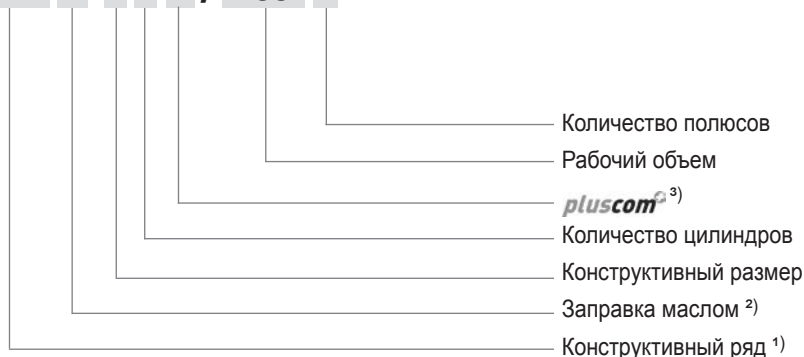 Количество полюсов
Рабочий объем
pluscom ³)
Количество цилиндров
Конструктивный размер
Заправка маслом ²)
Конструктивный ряд ¹)